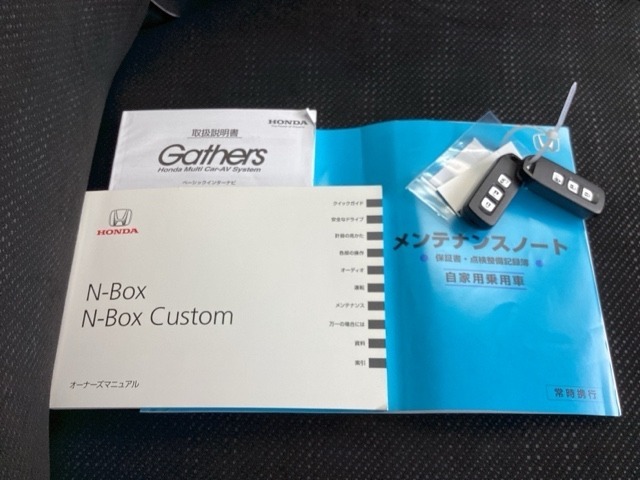 取扱説明書
HONDA
Gathers
Honda Multi Car-AV System
ベーシックインターナビ
HONDA
N-Box
N-Box Custom
オーナーズマニュアル
クイックガイド
安全なドライブ
計器の見かた
各部の操作
オーディオ
運転
メンテナンス
万一の場合には
資料
索引
メンテナンスノート
保証書・点検整備記録簿
自家用乗用車
常時携行